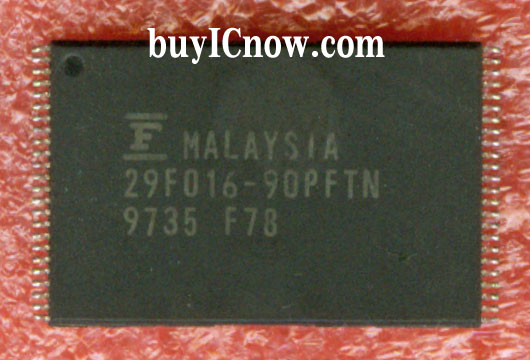 buyICnow.com
F MALAYSIA
29F016-90PFTN
9735 F78